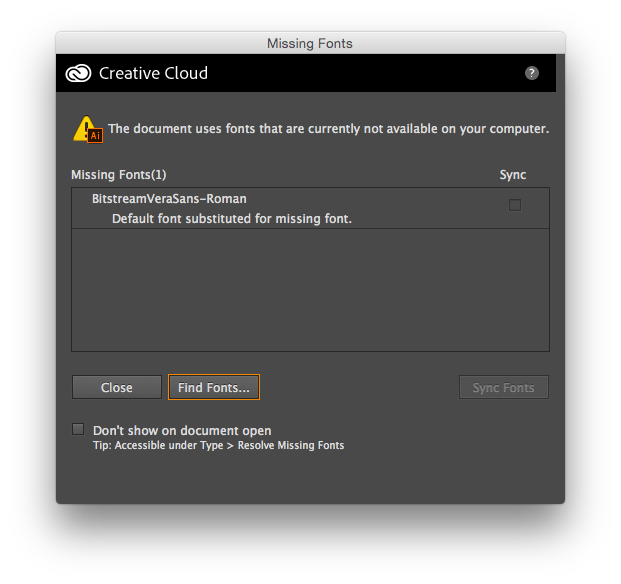 Missing Fonts
Creative Cloud
?
The document uses fonts that are currently not available on your computer.
Ai
Missing Fonts(1)
Sync
BitstreamVeraSans-Roman
Default font substituted for missing font.
Close
Find Fonts...
Sync Fonts
Don't show on document open
Tip: Accessible under Type > Resolve Missing Fonts